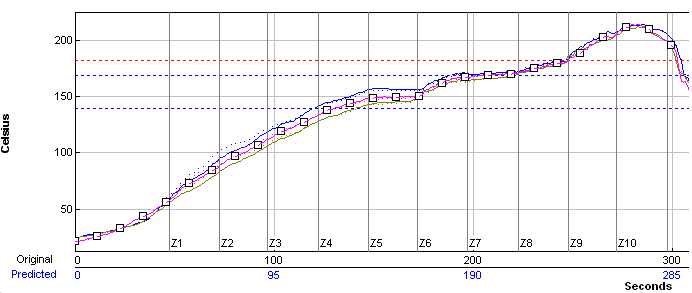 200
150
100
50
Celsius
Z1 Z2 Z3 Z4 Z5 Z6 Z7 Z8 Z9 Z10
Original 0 100 200 300
Predicted 0 95 190 285
Seconds